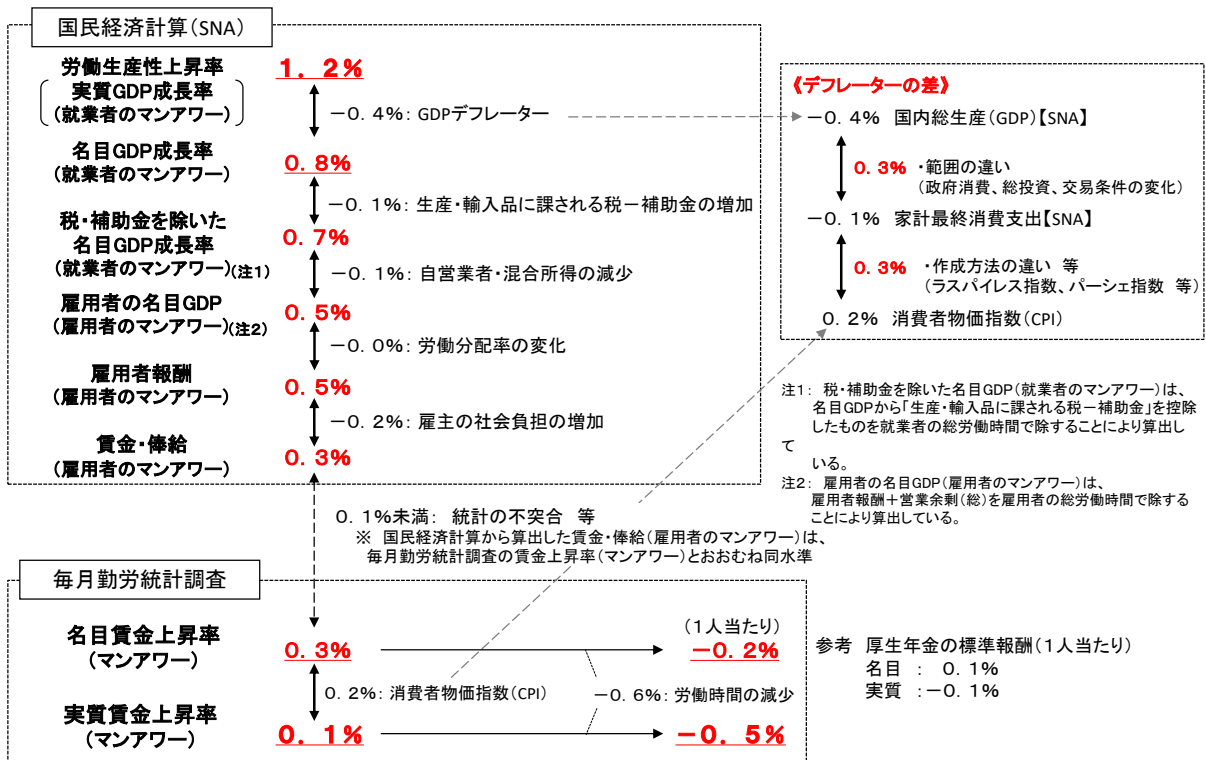 国民経済計算(SNA)
労働生産性上昇率
実質GDP成長率
(就業者のマンアワー)
1.2%
−0.4%: GDPデフレーター
名目GDP成長率
(就業者のマンアワー)
0.8%
−0.1%: 生産・輸入品に課される税−補助金の増加
税・補助金を除いた
名目GDP成長率
(就業者のマンアワー)(注1)
0.7%
−0.1%: 自営業者・混合所得の減少
雇用者の名目GDP
(雇用者のマンアワー)(注2)
0.5%
−0.0%: 労働分配率の変化
雇用者報酬
(雇用者のマンアワー)
0.5%
−0.2%: 雇主の社会負担の増加
賃金・俸給
(雇用者のマンアワー)
0.3%
《デフレーターの差》
−0.4% 国内総生産(GDP)【SNA】
0.3% ・範囲の違い
(政府消費、総投資、交易条件の変化)
−0.1% 家計最終消費支出【SNA】
0.3% ・作成方法の違い 等
(ラスパイレス指数、パーシェ指数 等)
0.2% 消費者物価指数(CPI)
注1: 税・補助金を除いた名目GDP(就業者のマンアワー)は、
名目GDPから「生産・輸入品に課される税−補助金」を控除
したものを就業者の総労働時間で除することにより算出し
て
いる。
注2: 雇用者の名目GDP(雇用者のマンアワー)は、
雇用者報酬+営業余剰(総)を雇用者の総労働時間で除する
ことにより算出している。
0.1%未満: 統計の不突合 等
※ 国民経済計算から算出した賃金・俸給(雇用者のマンアワー)は、
毎月勤労統計調査の賃金上昇率(マンアワー)とおおむね同水準
毎月勤労統計調査
名目賃金上昇率
(マンアワー)
0.3%
(1人当たり)
−0.2%
0.2%: 消費者物価指数(CPI)
−0.6%: 労働時間の減少
実質賃金上昇率
(マンアワー)
0.1%
−0.5%
参考 厚生年金の標準報酬(1人当たり)
名目 : 0.1%
実質 :−0.1%